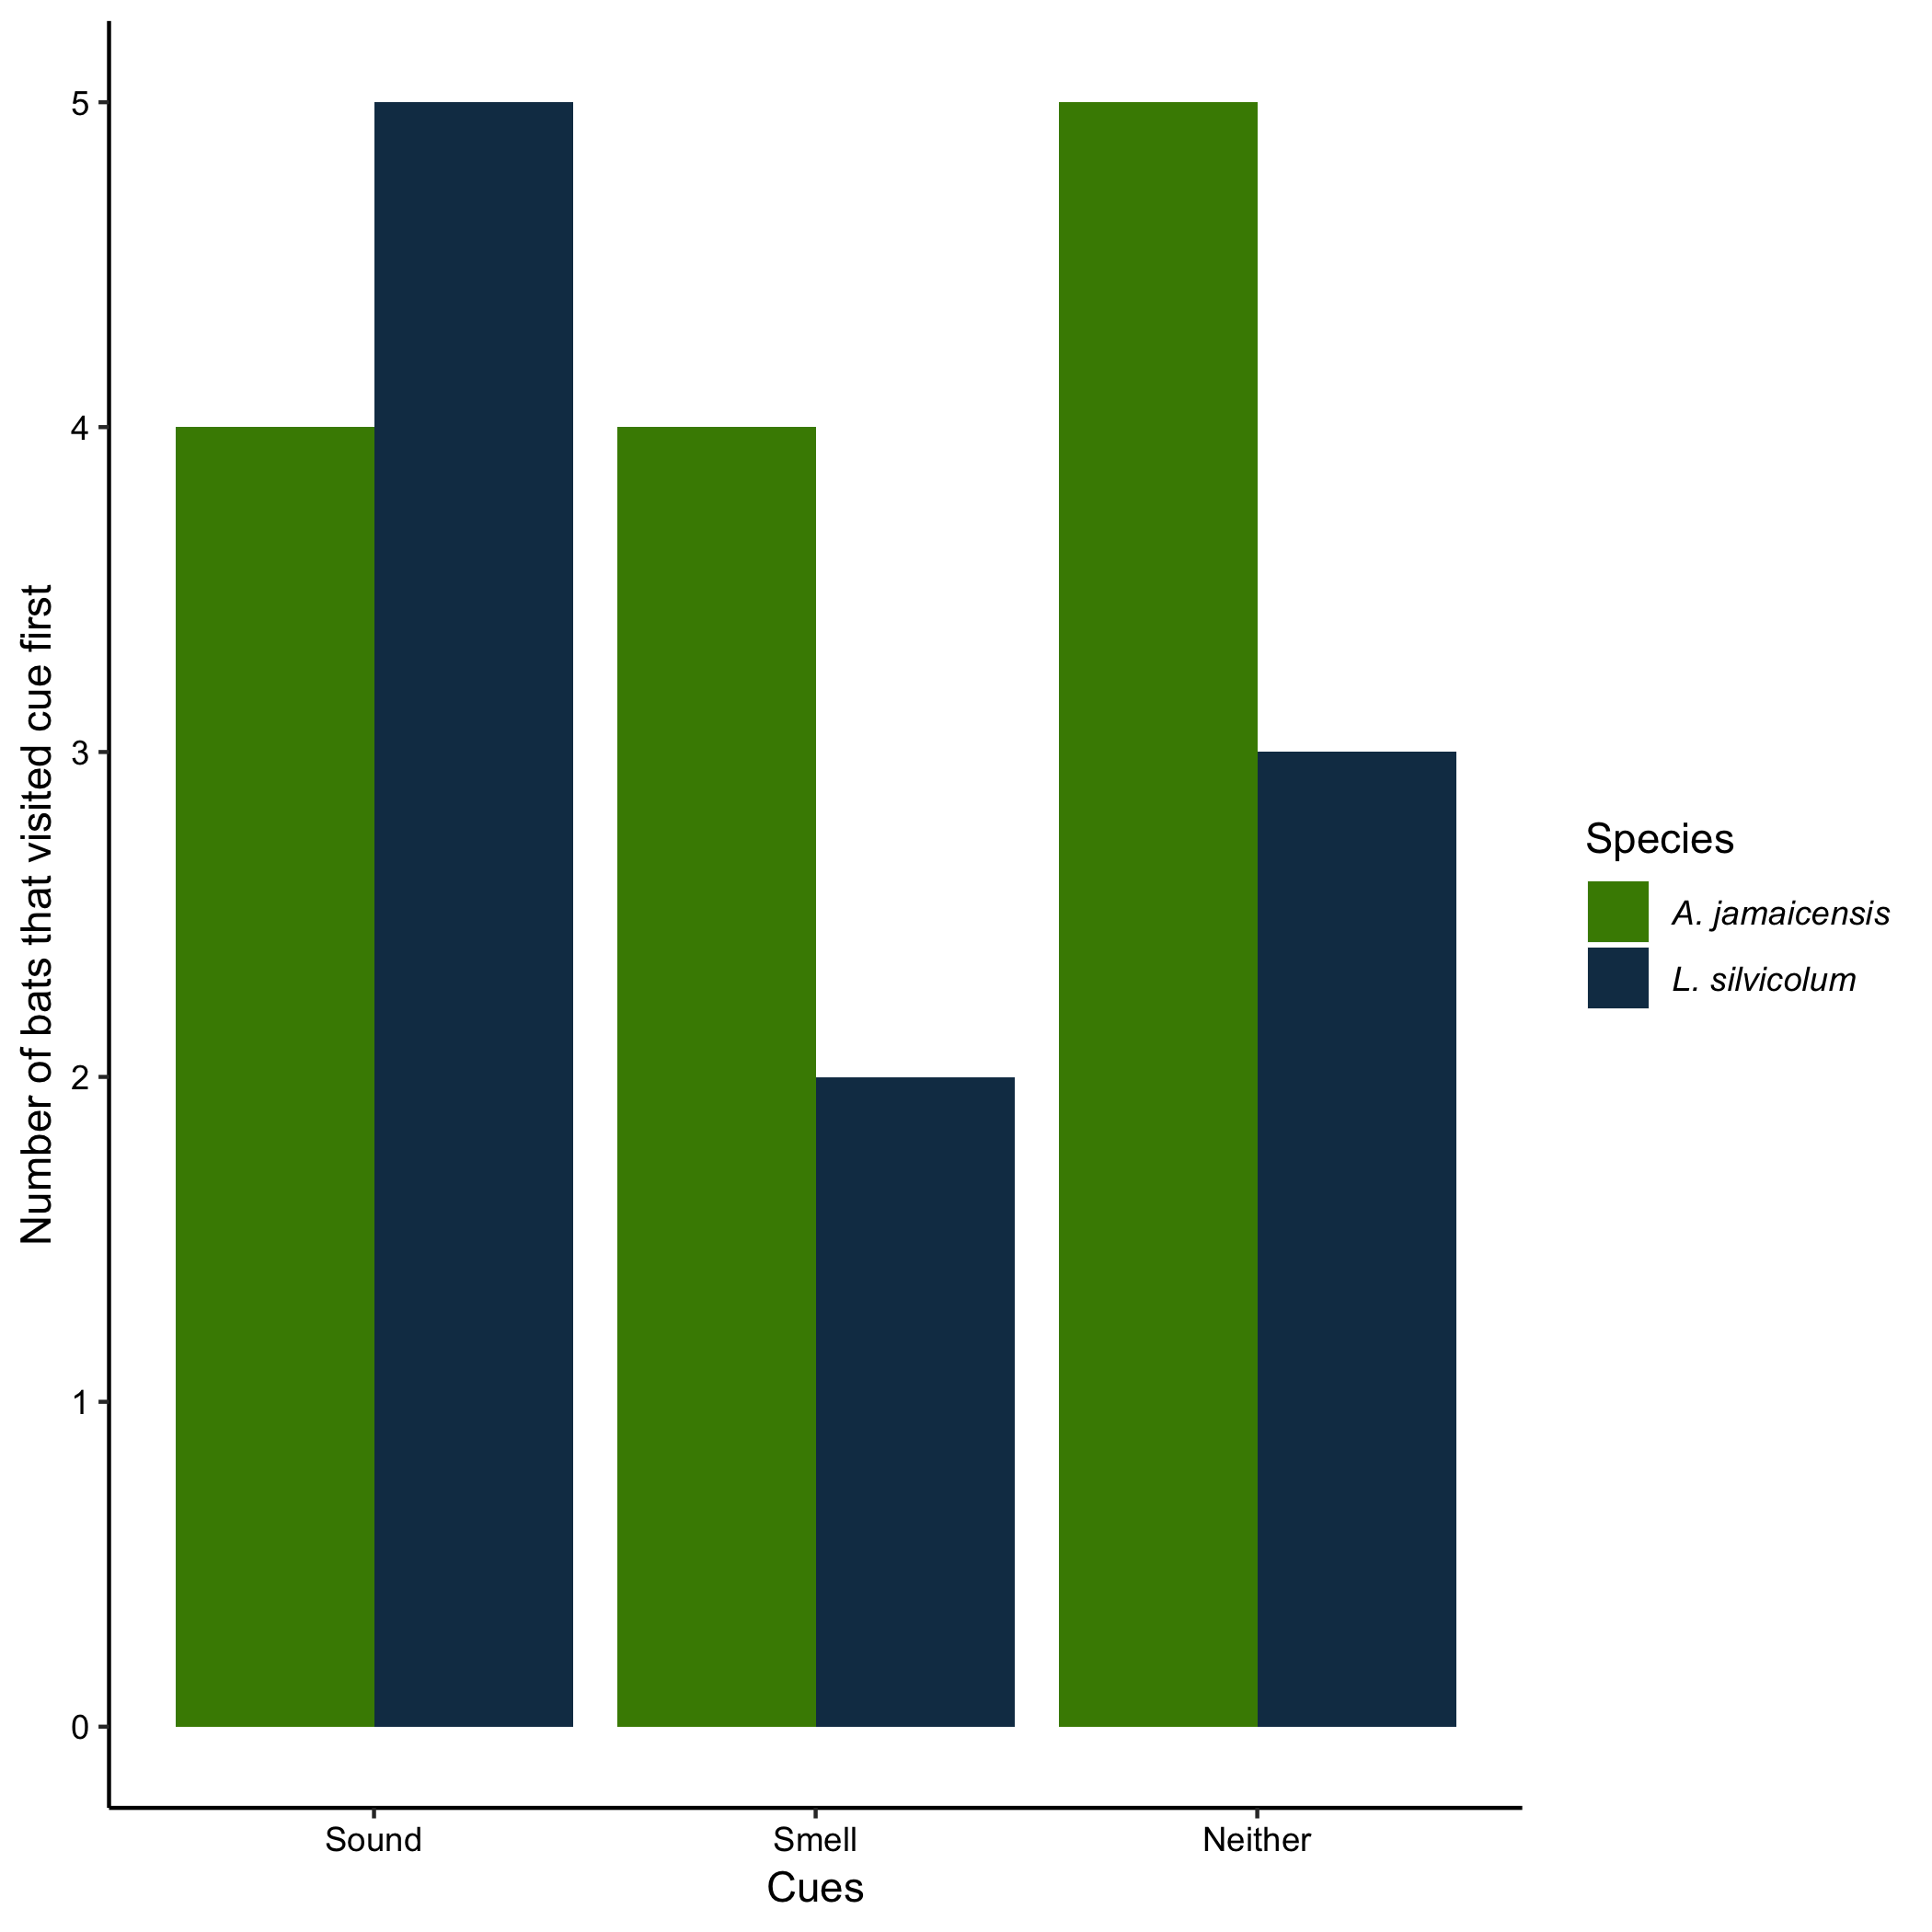 Number of bats that visited cue first
5
4
3
2
1
0
Sound Smell Neither
Cues
Species
A. jamaicensis
L. silvicolum